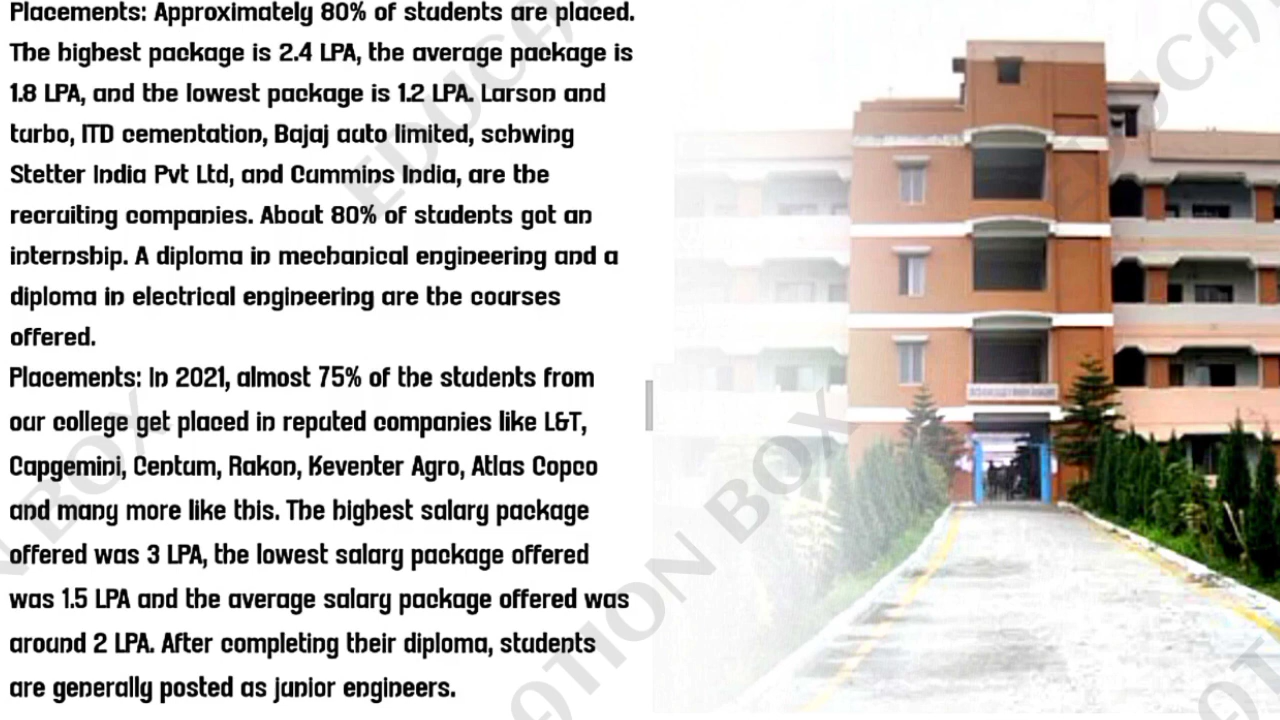 Placements: Approximately 80% of students are placed.
The highest package is 2.4 LPA, the average package is
1.8 LPA, and the lowest package is 1.2 LPA. Larson and
turbo, ITD cementation, Bajaj auto limited, schwing
Stetter India Pvt Ltd, and Cummins India, are the
recruiting companies. About 80% of students got an
internship. A diploma in mechanical engineering and a
diploma in electrical engineering are the courses
offered.
Placements: In 2021, almost 75% of the students from
our college get placed in reputed companies like L&T,
Capgemini, Centum, Rakon, Keventer Agro, Atlas Copco
and many more like this. The highest salary package
offered was 3 LPA, the lowest salary package offered
was 1.5 LPA and the average salary package offered was
around 2 LPA. After completing their diploma, students
are generally posted as junior engineers.
EDUCA
EDUCA
N BOX
ATION BOX